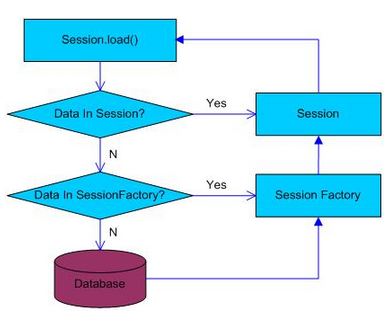 Session.load()
Data In Session?
Yes
Session
N
Data In SessionFactory?
Yes
Session Factory
N
Database